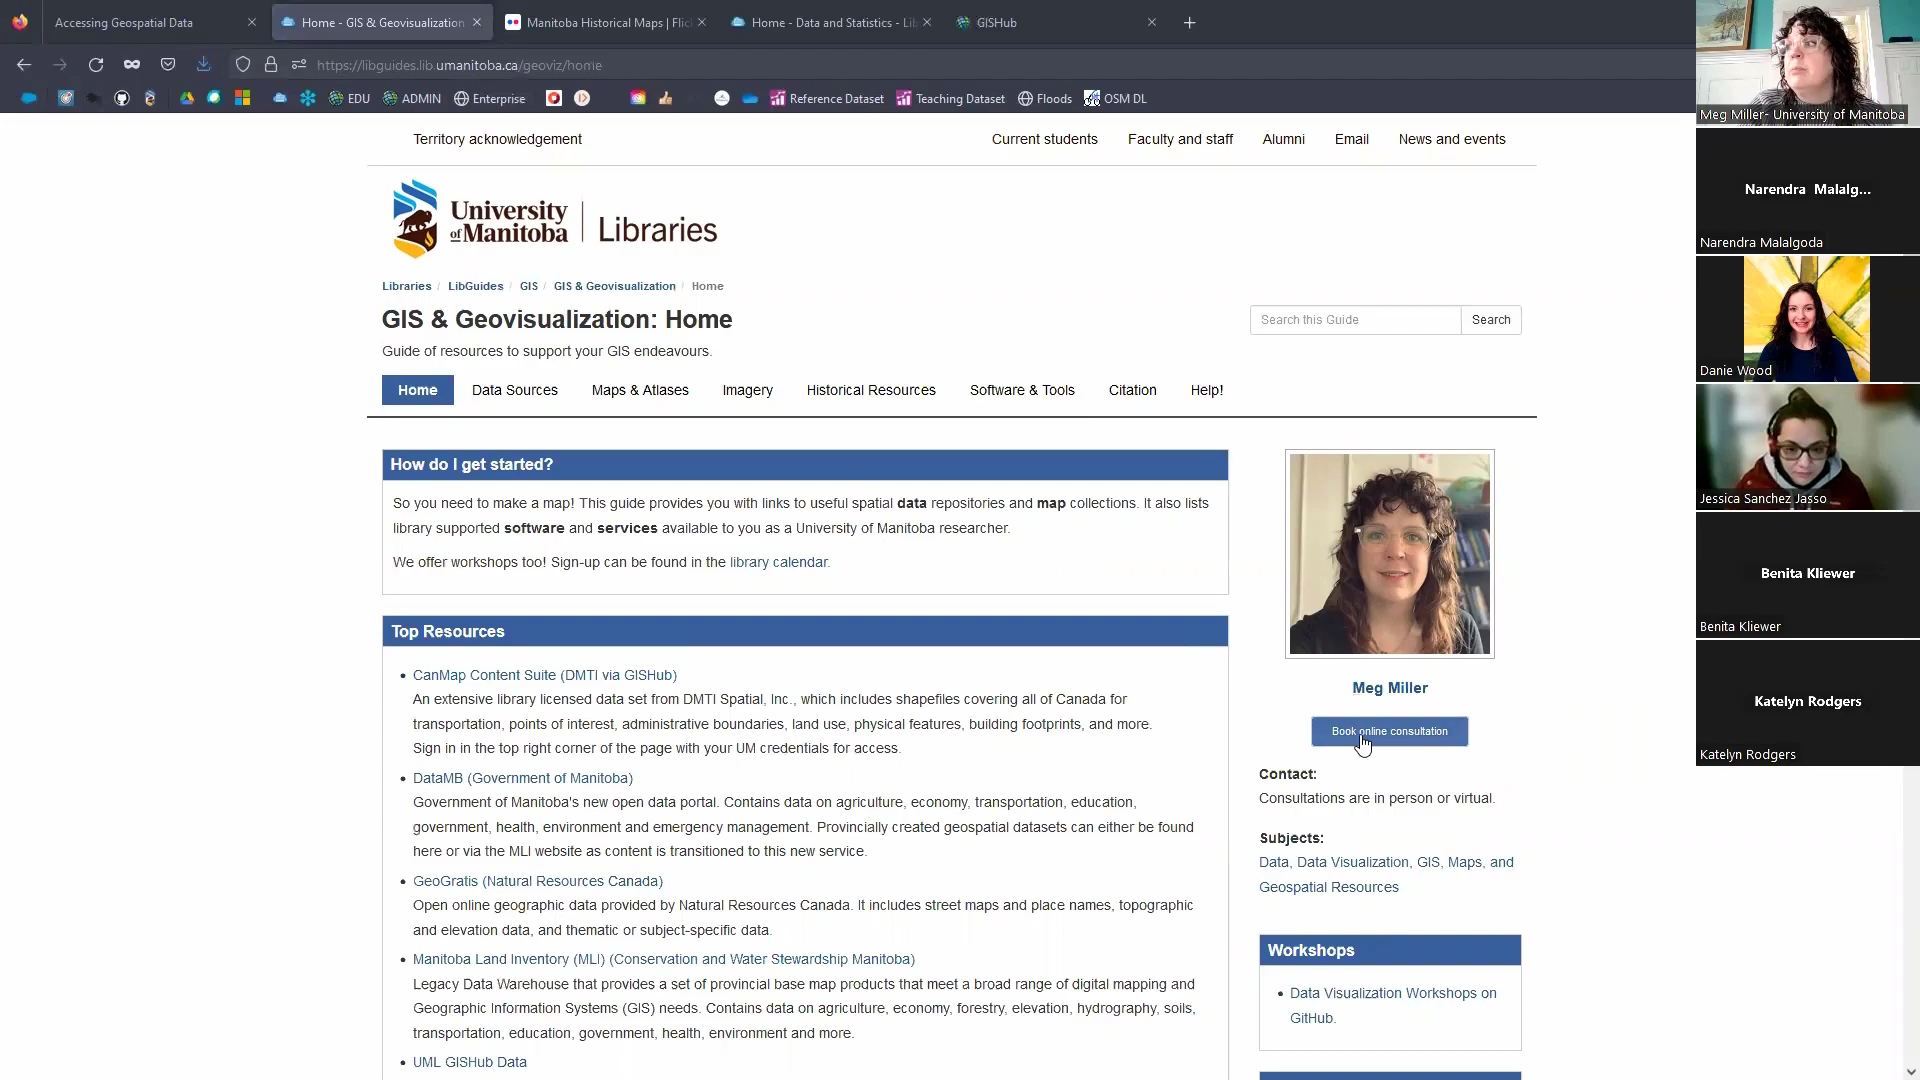 Accessing Geospatial Data
Home - GIS & Geovisualization
Manitoba Historical Maps | Flic
Home - Data and Statistics - Lib
GISHub
https://libguides.lib.umanitoba.ca/geoviz/home
EDU
ADMIN
Enterprise
Reference Dataset
Teaching Dataset
Floods
OSM DL
Territory acknowledgement
Current students
Faculty and staff
Alumni
Email
News and events
University of Manitoba | Libraries
Libraries / LibGuides / GIS / GIS & Geovisualization / Home
GIS & Geovisualization: Home
Search this Guide
Search
Guide of resources to support your GIS endeavours.
Home
Data Sources
Maps & Atlases
Imagery
Historical Resources
Software & Tools
Citation
Help!
How do I get started?
So you need to make a map! This guide provides you with links to useful spatial data repositories and map collections. It also lists
library supported software and services available to you as a University of Manitoba researcher.
We offer workshops too! Sign-up can be found in the library calendar.
Top Resources
• CanMap Content Suite (DMTI via GISHub)
An extensive library licensed data set from DMTI Spatial, Inc., which includes shapefiles covering all of Canada for
transportation, points of interest, administrative boundaries, land use, physical features, building footprints, and more.
Sign in in the top right corner of the page with your UM credentials for access.
• DataMB (Government of Manitoba)
Government of Manitoba's new open data portal. Contains data on agriculture, economy, transportation, education,
government, health, environment and emergency management. Provincially created geospatial datasets can either be found
here or via the MLI website as content is transitioned to this new service.
• GeoGratis (Natural Resources Canada)
Open online geographic data provided by Natural Resources Canada. It includes street maps and place names, topographic
and elevation data, and thematic or subject-specific data.
• Manitoba Land Inventory (MLI) (Conservation and Water Stewardship Manitoba)
Legacy Data Warehouse that provides a set of provincial base map products that meet a broad range of digital mapping and
Geographic Information Systems (GIS) needs. Contains data on agriculture, economy, forestry, elevation, hydrography, soils,
transportation, education, government, health, environment and more.
• UML GISHub Data
Meg Miller
Book online consultation
Contact:
Consultations are in person or virtual.
Subjects:
Data, Data Visualization, GIS, Maps, and
Geospatial Resources
Workshops
• Data Visualization Workshops on
GitHub.
Meg Miller- University of Manitoba
Narendra Malalg...
Narendra Malalgoda
Danie Wood
Jessica Sanchez Jasso
Benita Kliewer
Benita Kliewer
Katelyn Rodgers
Katelyn Rodgers